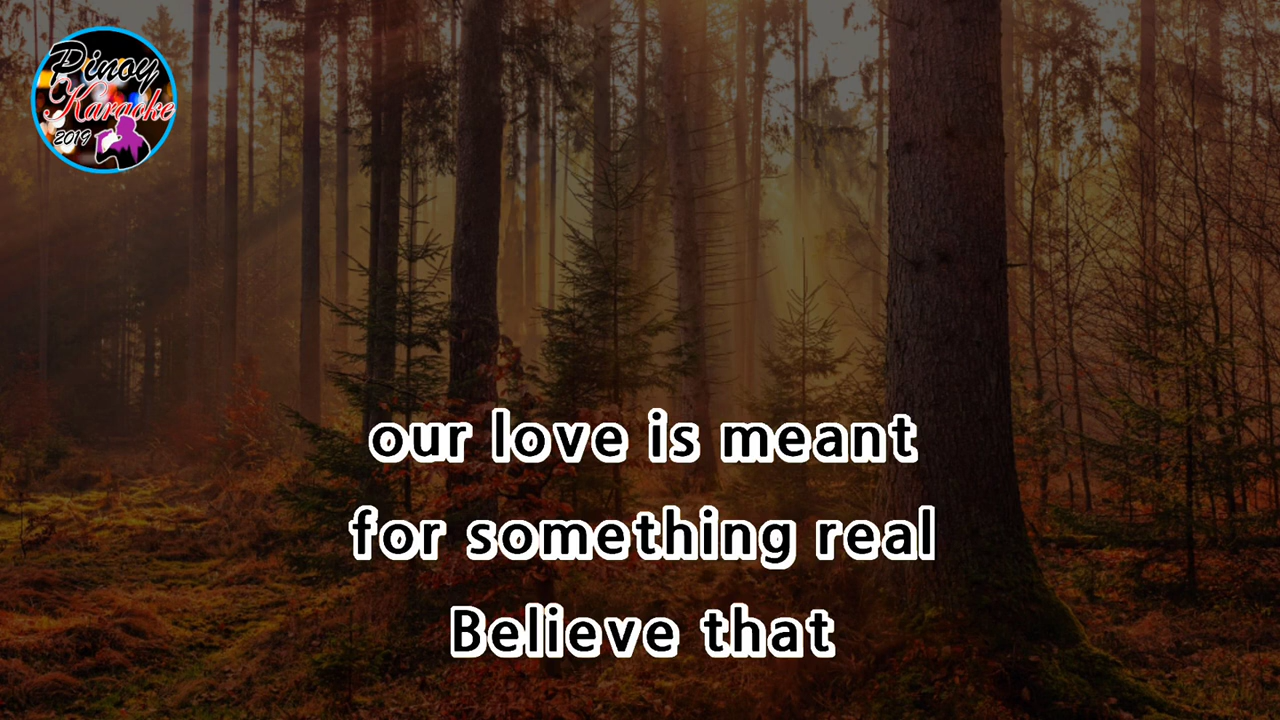 Pinoy
Karaoke
2019
our love is meant
for something real
Believe that